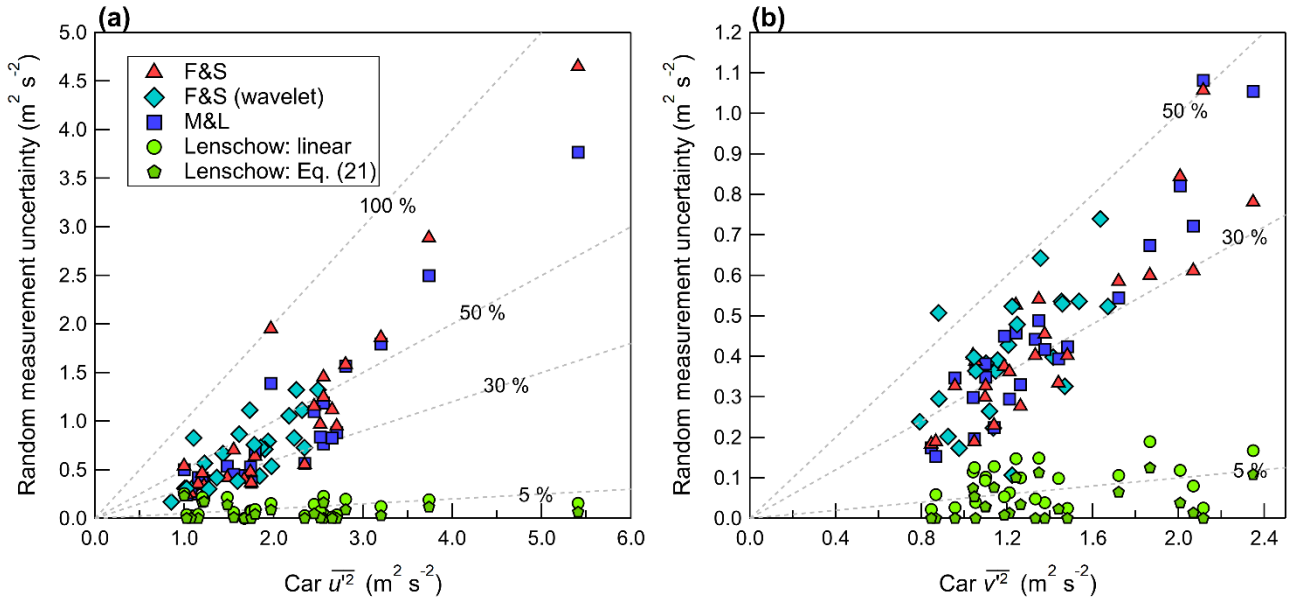 (a)
Random measurement uncertainty (m² s⁻²)
5.0
4.5
4.0
3.5
3.0
2.5
2.0
1.5
1.0
0.5
0.0
F&S
F&S (wavelet)
M&L
Lenschow: linear
Lenschow: Eq. (21)
100 %
50 %
30 %
5 %
0.0 1.0 2.0 3.0 4.0 5.0 6.0
Car u'² (m² s⁻²)
(b)
Random measurement uncertainty (m² s⁻²)
1.2
1.1
1.0
0.9
0.8
0.7
0.6
0.5
0.4
0.3
0.2
0.1
0.0
50 %
30 %
5 %
0.0 0.4 0.8 1.2 1.6 2.0 2.4
Car v'² (m² s⁻²)